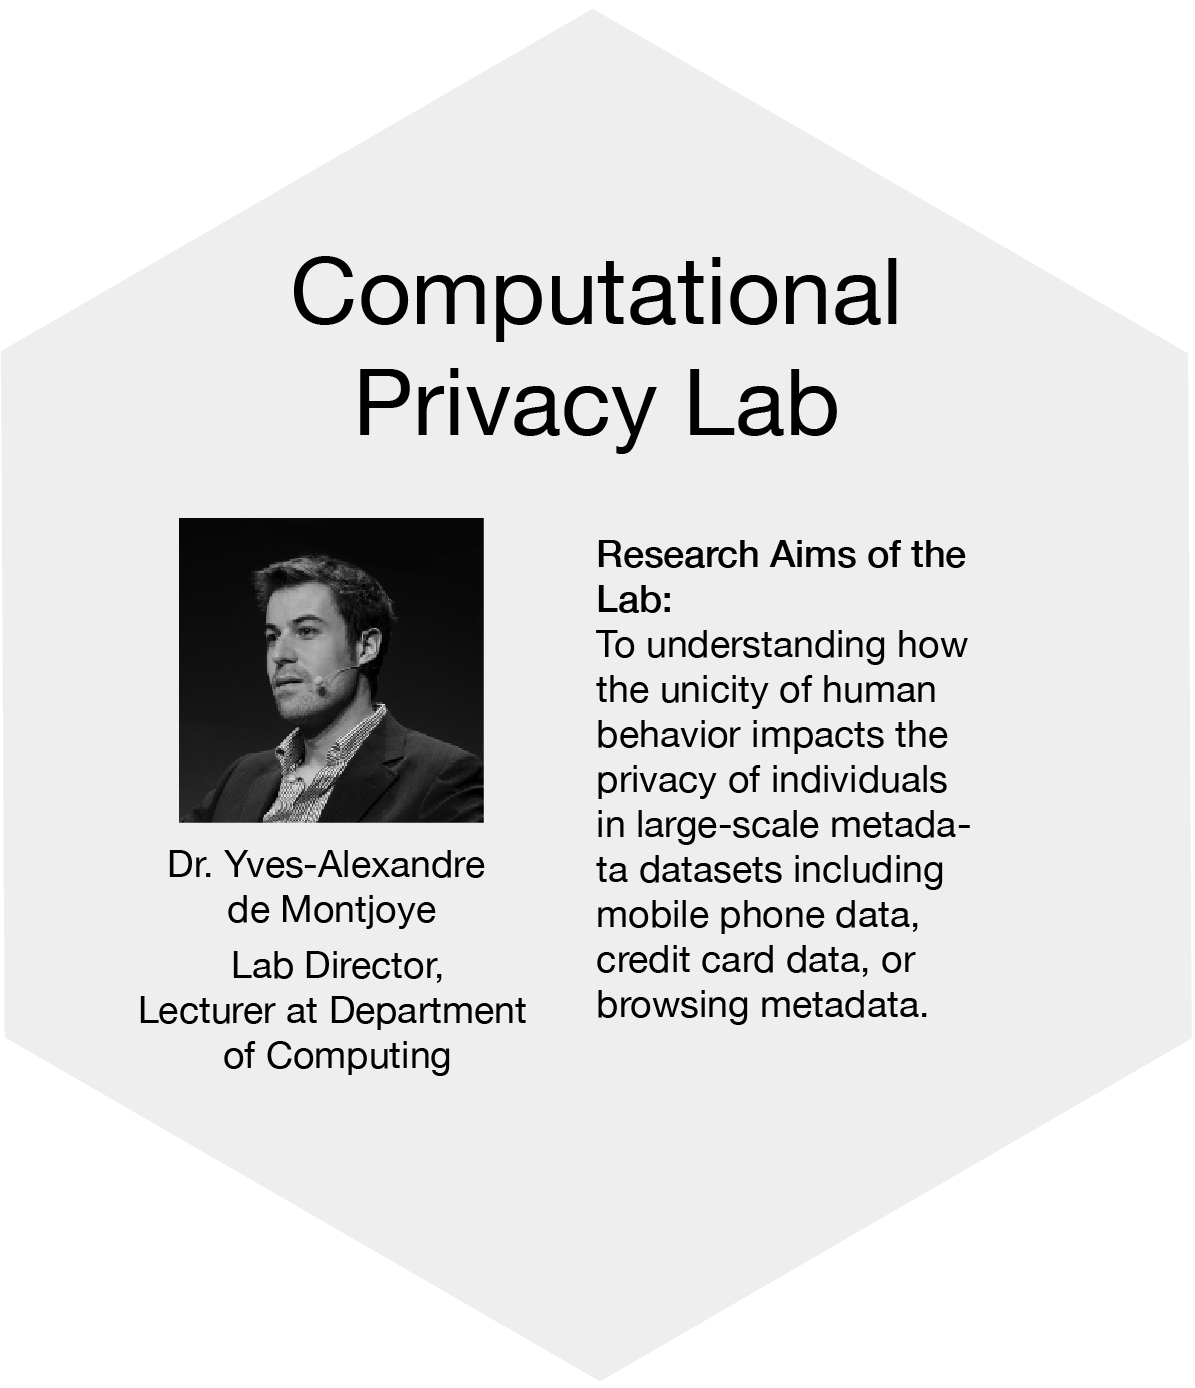 Computational
Privacy Lab
Dr. Yves-Alexandre
de Montjoye
Lab Director,
Lecturer at Department
of Computing
Research Aims of the
Lab:
To understanding how
the unicity of human
behavior impacts the
privacy of individuals
in large-scale metada-
ta datasets including
mobile phone data,
credit card data, or
browsing metadata.